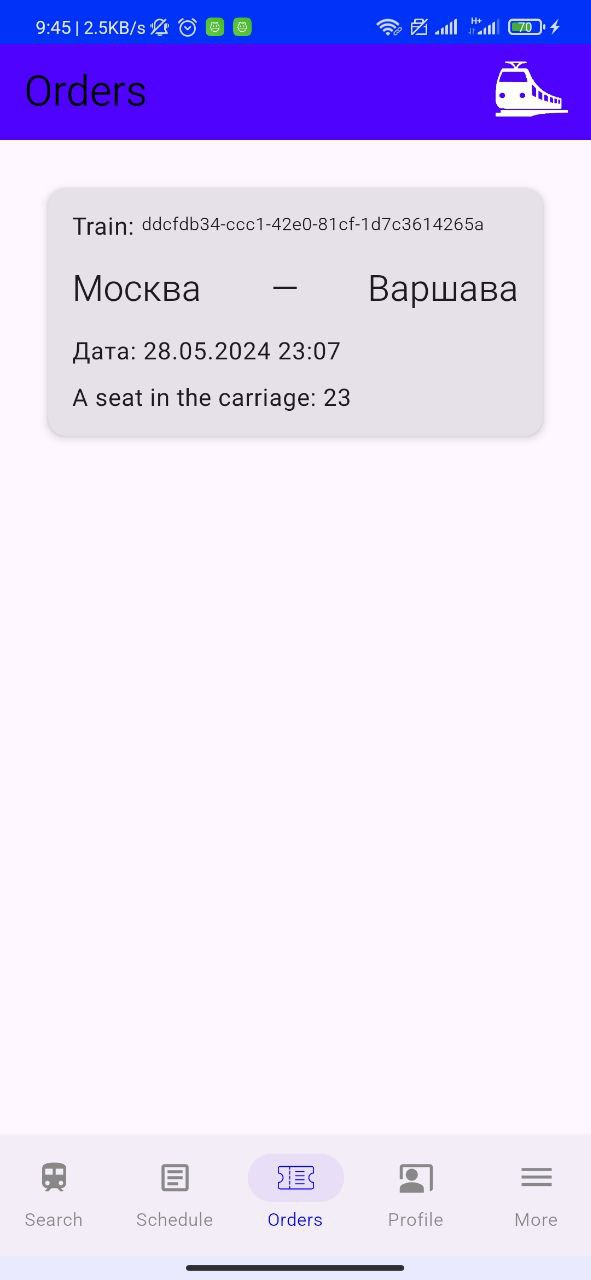 9:45 | 2.5KB/s H+ 70
Orders
Train: ddcfdb34-ccc1-42e0-81cf-1d7c3614265a
Москва — Варшава
Дата: 28.05.2024 23:07
A seat in the carriage: 23
Search Schedule Orders Profile More